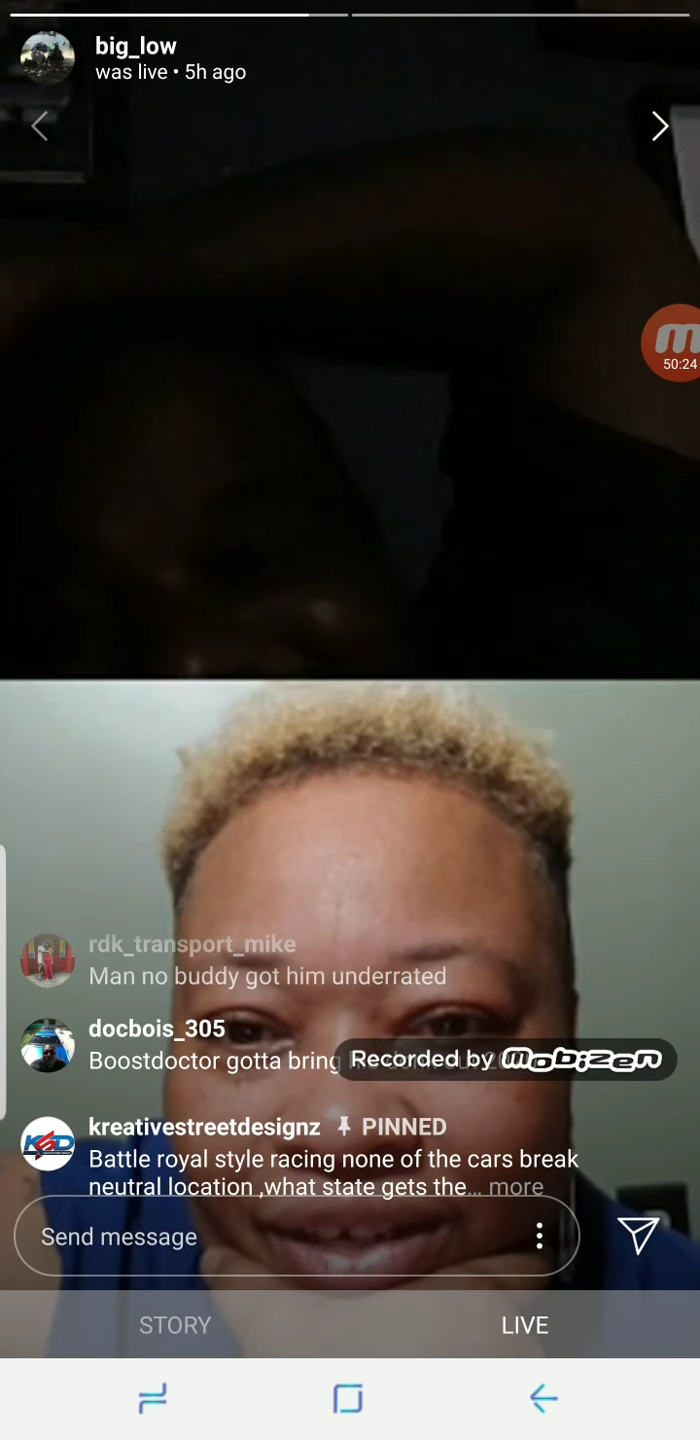 big_low
was live • 5h ago
m
50:24
rdk_transport_mike
Man no buddy got him underrated
docbois_305
Boostdoctor gotta bring
Recorded by mobizen
KSD
kreativestreetdesignz PINNED
Battle royal style racing none of the cars break
neutral location ,what state gets the... more
Send message
STORY LIVE